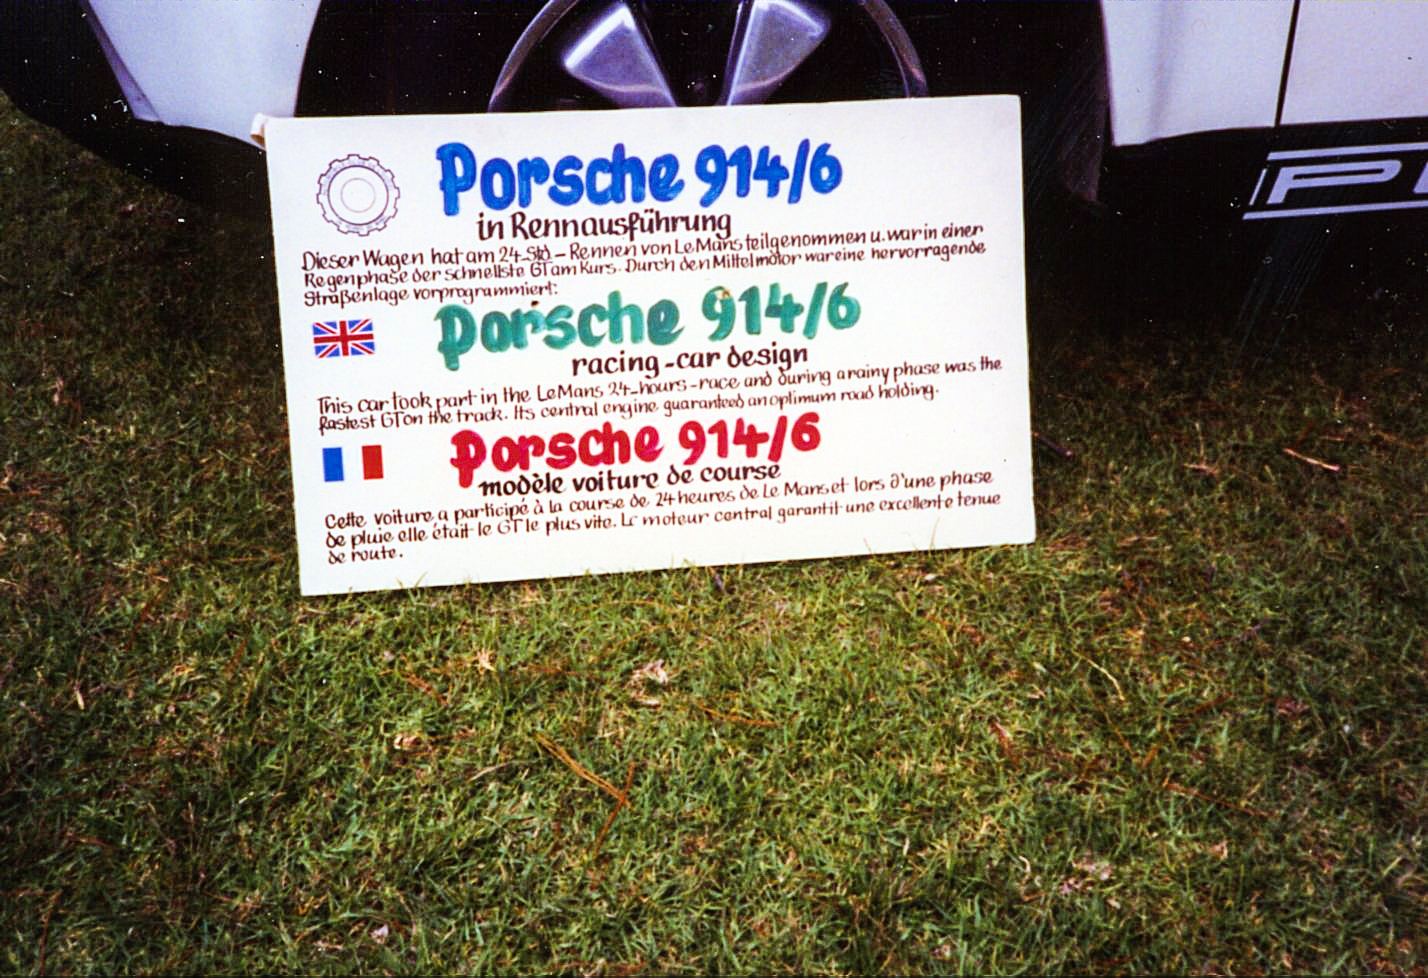 Porsche 914/6
in Rennausführung
Dieser Wagen hat am 24-Std.-Rennen von Le Mans teilgenommen u. war in einer
Regenphase der schnellste GT am Kurs. Durch den Mittelmotor war eine hervorragende
Straßenlage vorprogrammiert:
Porsche 914/6
racing-car design
This car took part in the Le Mans 24-hours-race and during a rainy phase was the
fastest GT on the track. Its central engine guaranteed an optimum road holding.
Porsche 914/6
modèle voiture de course
Cette voiture a participé à la course de 24 heures de Le Mans et lors d'une phase
de pluie elle était le GT le plus vite. Le moteur central garantit une excellente tenue
de route.